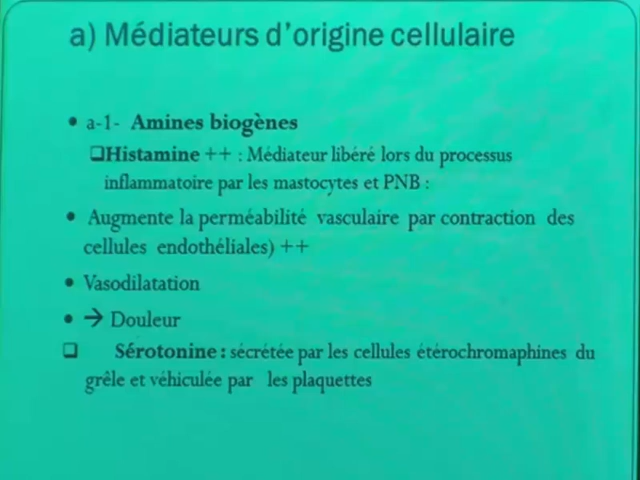 a) Médiateurs d'origine cellulaire
• a-1- Amines biogènes
❑Histamine ++ : Médiateur libéré lors du processus
inflammatoire par les mastocytes et PNB :
• Augmente la perméabilité vasculaire par contraction des
cellules endothéliales) ++
• Vasodilatation
• → Douleur
❑ Sérotonine : sécrétée par les cellules étérochromaphines du
grêle et véhiculée par les plaquettes